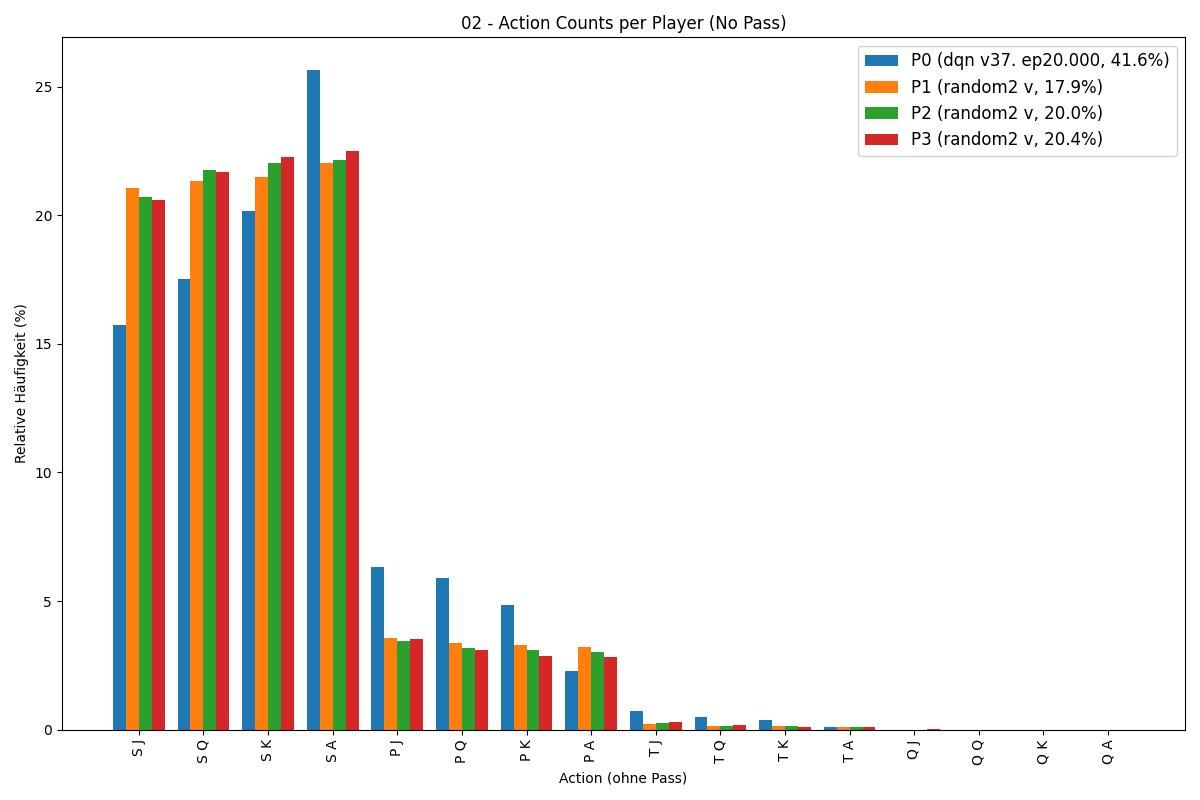 02 - Action Counts per Player (No Pass)
P0 (dqn v37. ep20.000, 41.6%)
P1 (random2 v, 17.9%)
P2 (random2 v, 20.0%)
P3 (random2 v, 20.4%)
Relative Häufigkeit (%)
25
20
15
10
5
0
S J
S Q
S K
S A
P J
P Q
P K
P A
T J
T Q
T K
T A
Q J
Q Q
Q K
Q A
Action (ohne Pass)